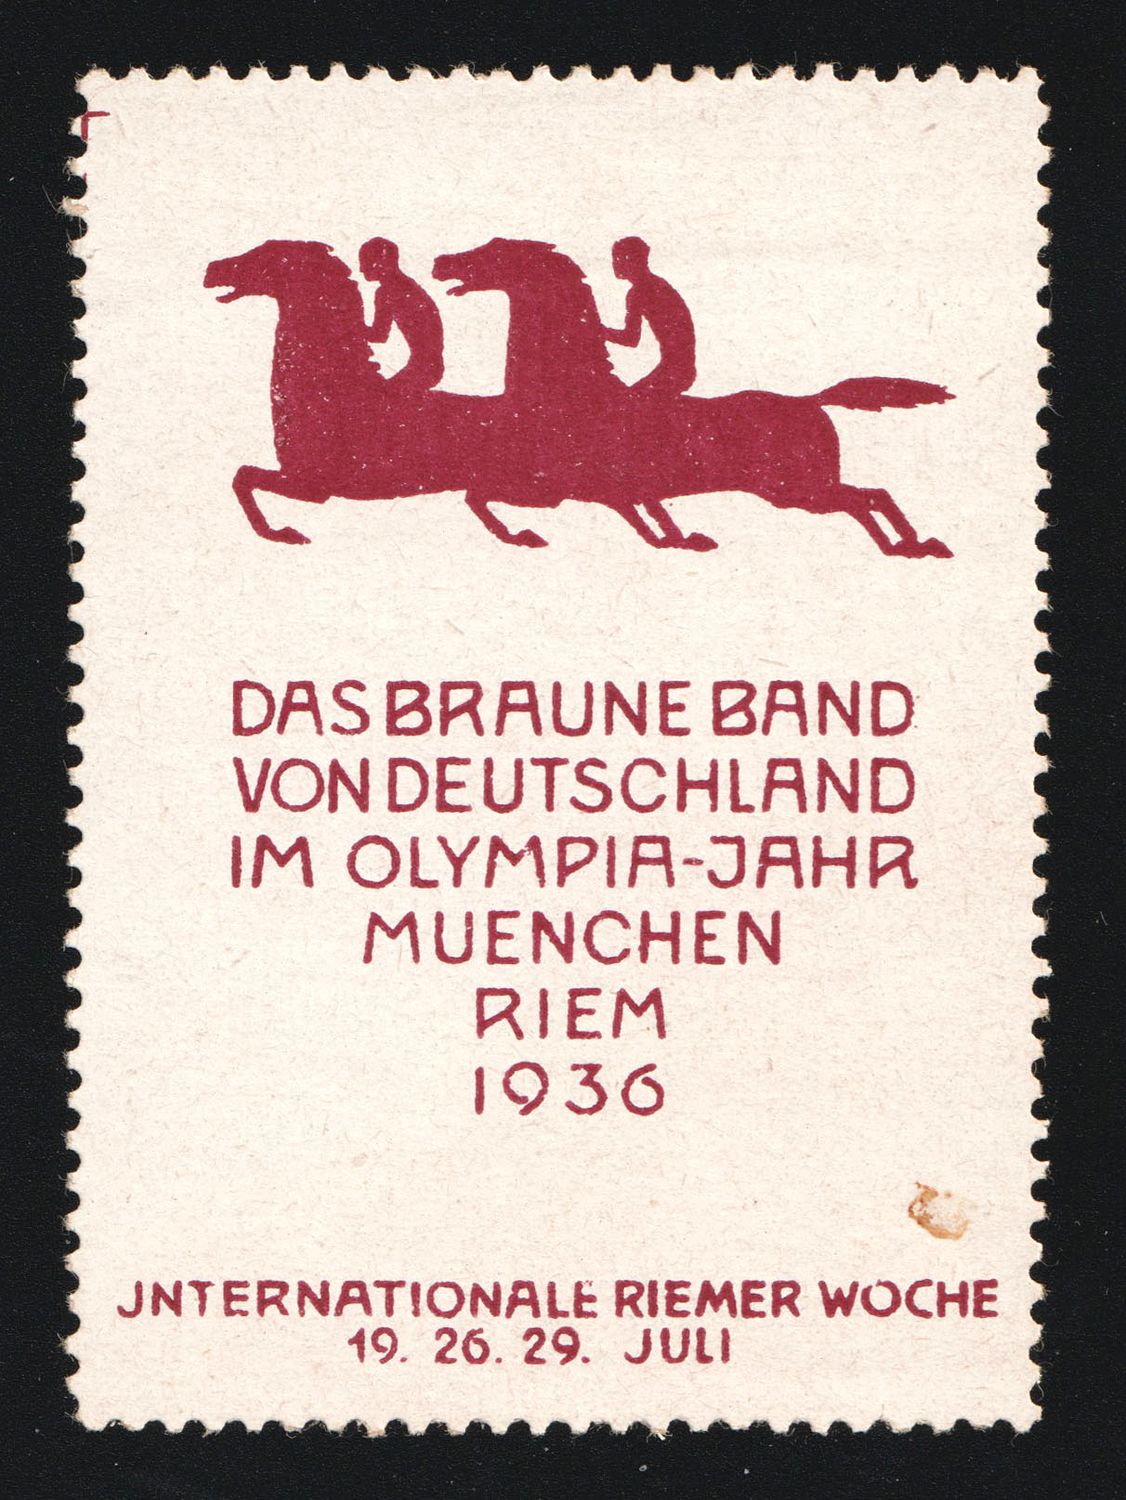 DAS BRAUNE BAND
VON DEUTSCHLAND
IM OLYMPIA-JAHR
MUENCHEN
RIEM
1936
JNTERNATIONALE RIEMER WOCHE
19. 26. 29. JULI